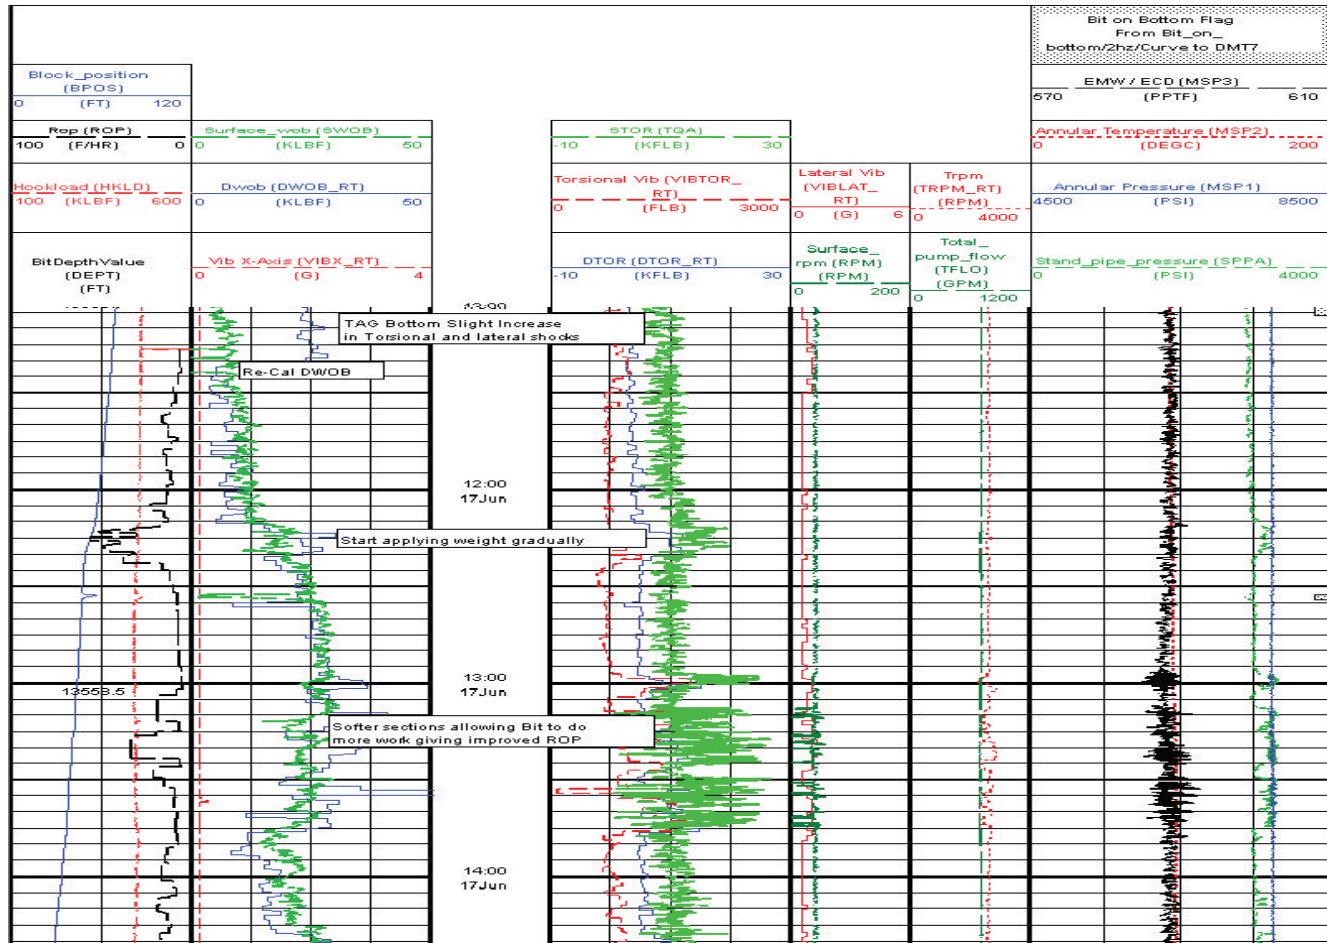 Bit on Bottom Flag
From Bit_on_
bottom/2hz/Curve to DMT7
Block_position
(BPOS)
0 (FT) 120
EMW / ECD (MSP3)
570 (PPTF) 610
Rop (ROP)
100 (F/HR) 0
Surface_wob (SWOB)
0 (KLBF) 50
STOR (TQA)
-10 (KFLB) 30
Annular Temperature (MSP2)
0 (DEGC) 200
Hookload (HKLD)
100 (KLBF) 600
Dwob (DWOB_RT)
0 (KLBF) 50
Torsional Vib (VIBTOR_
RT)
0 (FLB) 3000
Lateral Vib
(VIBLAT_
RT)
0 (G) 6
Trpm
(TRPM_RT)
(RPM)
0 4000
Annular Pressure (MSP1)
4500 (PSI) 8500
BitDepthValue
(DEPT)
(FT)
Vib X-Axis (VIBX_RT)
0 (G) 4
DTOR (DTOR_RT)
-10 (KFLB) 30
Surface_
rpm (RPM)
(RPM)
0 200
Total_
pump_flow
(TFLO)
(GPM)
0 1200
Stand_pipe_pressure (SPPA)
0 (PSI) 4000
TAG Bottom Slight Increase
in Torsional and lateral shocks
Re-Cal DWOB
12:00
17Jun
Start applying weight gradually
13:00
17Jun
13558.5
Softer sections allowing Bit to do
more work giving improved ROP
14:00
17Jun